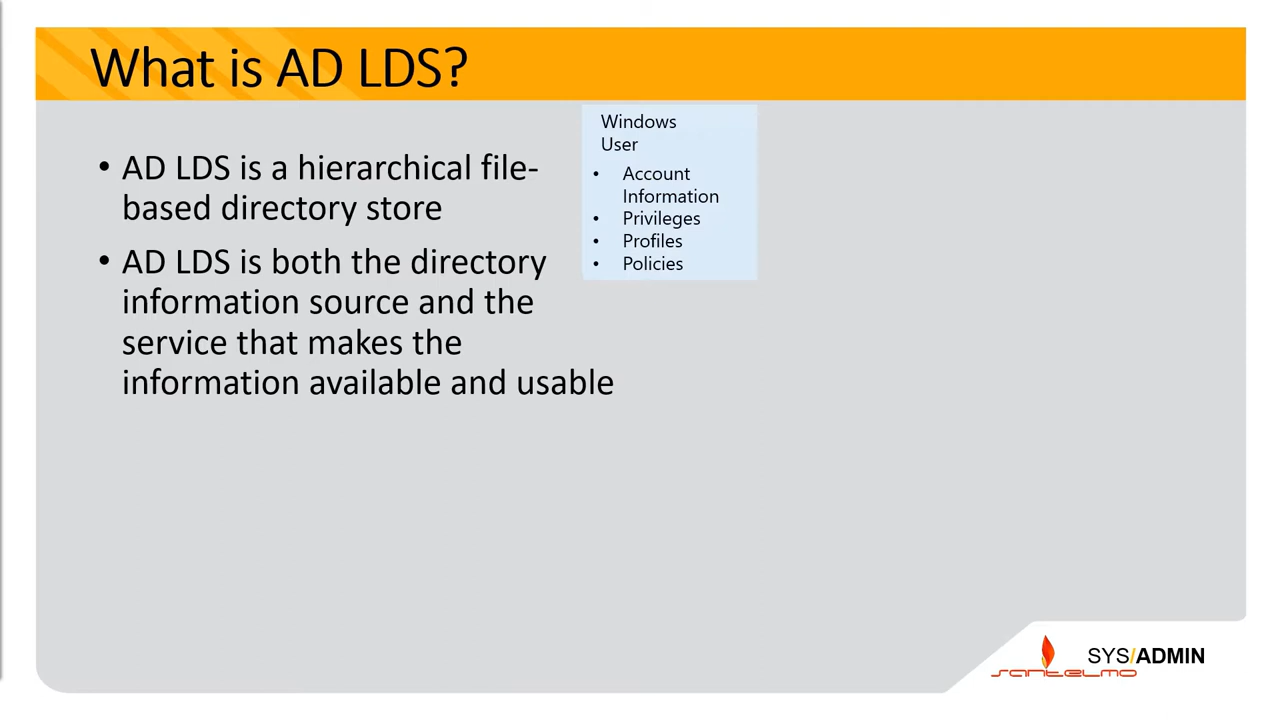 What is AD LDS?
• AD LDS is a hierarchical file-
based directory store
• AD LDS is both the directory
information source and the
service that makes the
information available and usable
Windows
User
• Account
Information
• Privileges
• Profiles
• Policies
SYS/ADMIN
santelmo